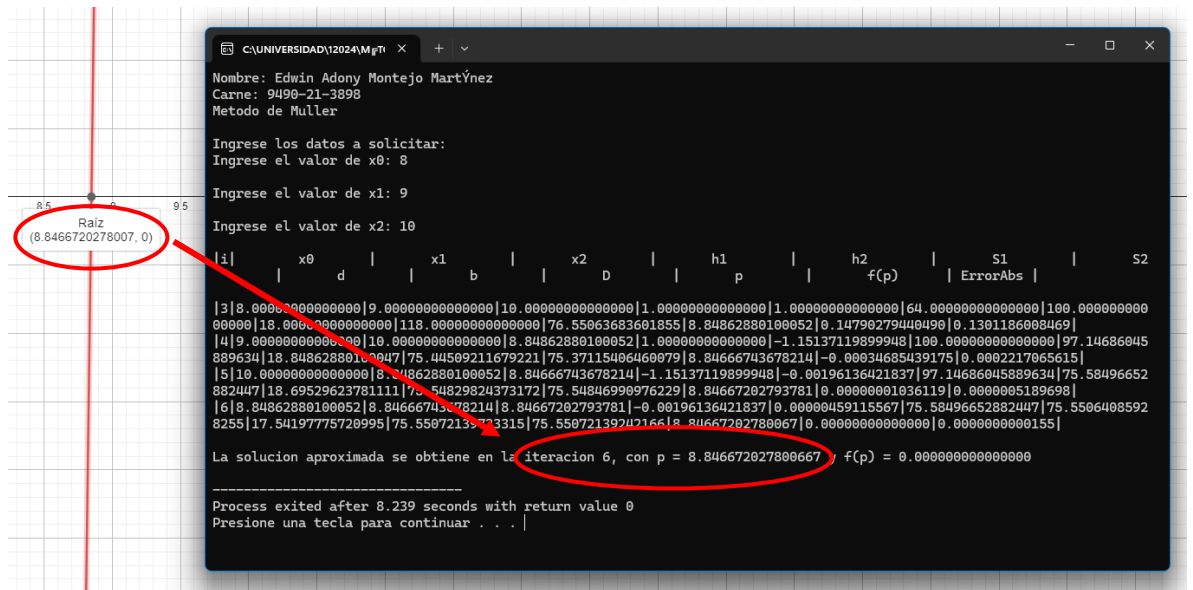 C:\UNIVERSIDAD\12024\M╔T
Nombre: Edwin Adony Montejo MartÝnez
Carne: 9490-21-3898
Metodo de Muller
Ingrese los datos a solicitar:
Ingrese el valor de x0: 8
Ingrese el valor de x1: 9
Ingrese el valor de x2: 10
8.5 9 9.5
Raíz
(8.8466720278007, 0)
|i| x0 | x1 | x2 | h1 | h2 | S1 | S2
| d | b | D | p | f(p) | ErrorAbs |
|3|8.00000000000000|9.00000000000000|10.00000000000000|1.00000000000000|1.00000000000000|64.00000000000000|100.000000000
00000|18.00000000000000|118.00000000000000|76.55063683601855|8.84862880100052|0.14790279440490|0.1301186008469|
|4|9.00000000000000|10.00000000000000|8.84862880100052|1.00000000000000|-1.15137119899948|100.00000000000000|97.14686045
889634|18.84862880100047|75.44509211679221|75.37115406460079|8.84666743678214|-0.00034685439175|0.0002217065615|
|5|10.00000000000000|8.84862880100052|8.84666743678214|-1.15137119899948|-0.00196136421837|97.14686045889634|75.58496652
882447|18.69529623781111|75.54829824373172|75.54846990976229|8.84667202793781|0.00000001036119|0.0000005189698|
|6|8.84862880100052|8.84666743678214|8.84667202793781|-0.00196136421837|0.00000459115567|75.58496652882447|75.5506408592
8255|17.54197775720995|75.55072139723315|75.55072139242166|8.84667202780067|0.00000000000000|0.0000000000155|
La solucion aproximada se obtiene en la iteracion 6, con p = 8.846672027800667 y f(p) = 0.000000000000000
--------------------------------
Process exited after 8.239 seconds with return value 0
Presione una tecla para continuar . . .